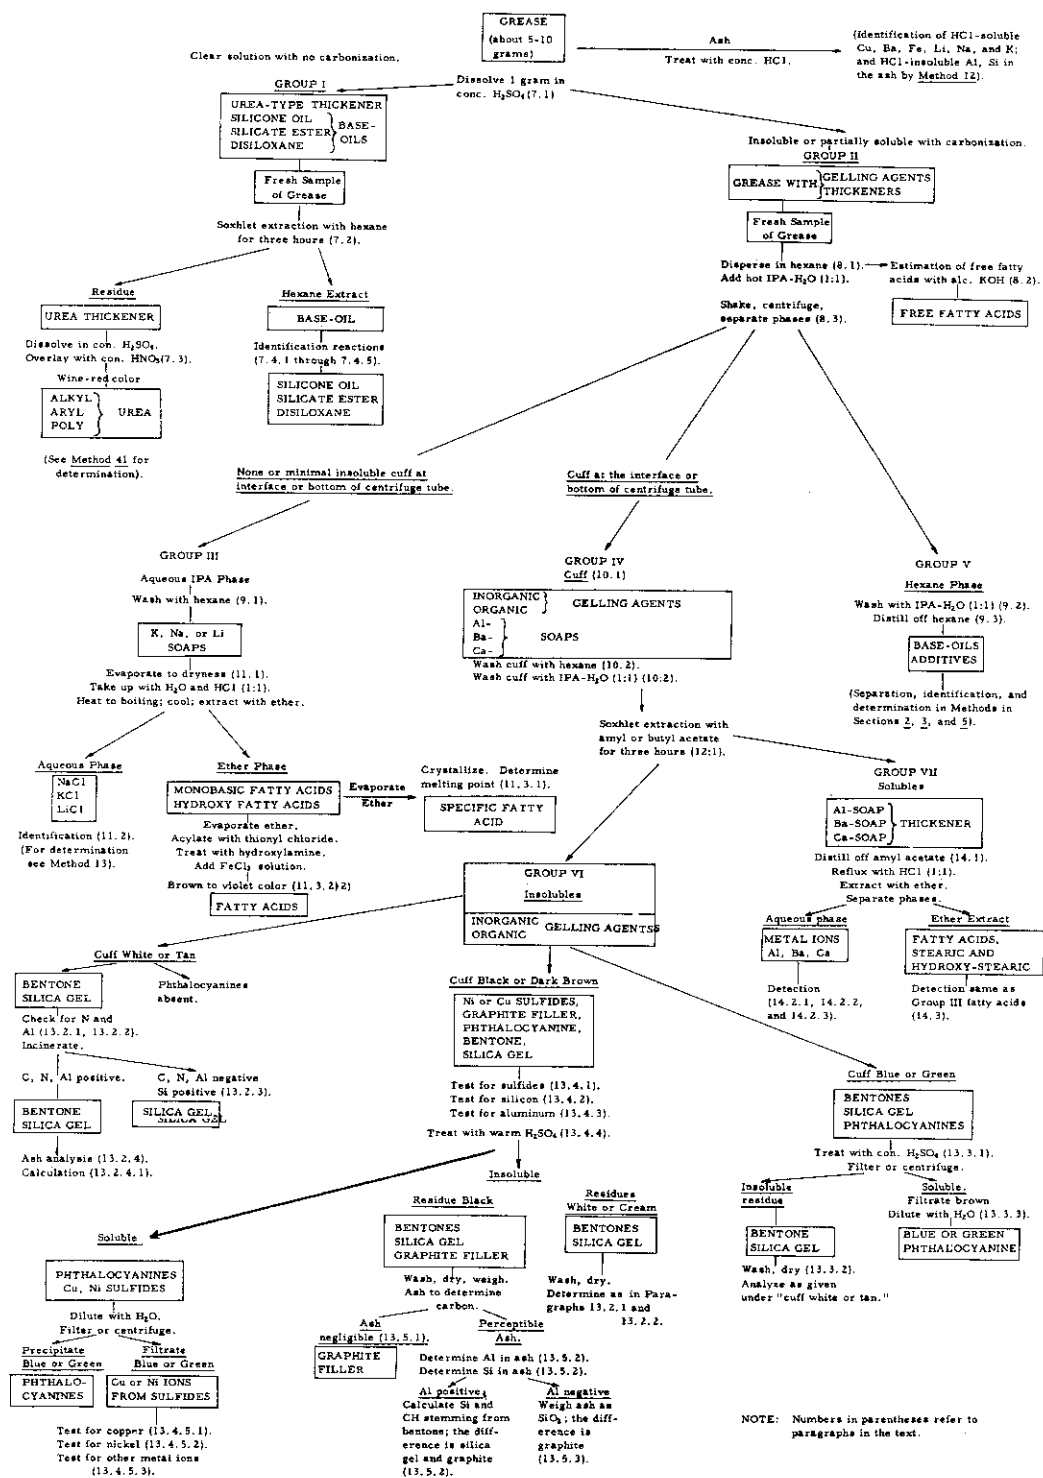 GREASE
(about 5-10
grams)
Ash
Treat with conc. HCl.
(Identification of HCl-soluble
Cu, Ba, Fe, Li, Na, and K;
and HCl-insoluble Al, Si in
the ash by Method 12).
Clear solution with no carbonization.
GROUP I
Dissolve 1 gram in
conc. H₂SO₄ (7.1)
UREA-TYPE THICKENER
SILICONE OIL
SILICATE ESTER
DISILOXANE
BASE-
OILS
Insoluble or partially soluble with carbonization.
GROUP II
GREASE WITH
GELLING AGENTS
THICKENERS
Fresh Sample
of Grease
Soxhlet extraction with hexane
for three hours (7.2).
Fresh Sample
of Grease
Disperse in hexane (8.1).
Add hot IPA-H₂O (1:1).
Estimation of free fatty
acids with alc. KOH (8.2).
FREE FATTY ACIDS
Shake, centrifuge,
separate phases (8.3).
Residue
UREA THICKENER
Dissolve in con. H₂SO₄.
Overlay with con. HNO₃(7.3).
Wine-red color
ALKYL
ARYL
POLY
UREA
(See Method 41 for
determination).
Hexane Extract
BASE-OIL
Identification reactions
(7.4.1 through 7.4.5).
SILICONE OIL
SILICATE ESTER
DISILOXANE
None or minimal insoluble cuff at
interface or bottom of centrifuge tube.
Cuff at the interface or
bottom of centrifuge tube.
GROUP III
Aqueous IPA Phase
Wash with hexane (9.1).
K, Na, or Li
SOAPS
Evaporate to dryness (11.1).
Take up with H₂O and HCl (1:1).
Heat to boiling; cool; extract with ether.
GROUP IV
Cuff (10.1)
INORGANIC
ORGANIC
GELLING AGENTS
Al-
Ba-
Ca-
SOAPS
Wash cuff with hexane (10.2).
Wash cuff with IPA-H₂O (1:1) (10:2).
GROUP V
Hexane Phase
Wash with IPA-H₂O (1:1) (9.2).
Distill off hexane (9.3).
BASE-OILS
ADDITIVES
(Separation, identification, and
determination in Methods in
Sections 2, 3, and 5).
Soxhlet extraction with
amyl or butyl acetate
for three hours (12:1).
Aqueous Phase
NaCl
KCl
LiCl
Identification (11.2).
(For determination
see Method 13).
Ether Phase
MONOBASIC FATTY ACIDS
HYDROXY FATTY ACIDS
Evaporate
Ether
Crystallize. Determine
melting point (11.3.1).
SPECIFIC FATTY
ACID
Evaporate ether.
Acylate with thionyl chloride.
Treat with hydroxylamine.
Add FeCl₃ solution.
Brown to violet color (11.3.2)2)
FATTY ACIDS
GROUP VII
Solubles
Al-SOAP
Ba-SOAP
Ca-SOAP
THICKENER
Distill off amyl acetate (14.1).
Reflux with HCl (1:1).
Extract with ether.
Separate phases.
Aqueous phase
METAL IONS
Al, Ba, Ca
Detection
(14.2.1, 14.2.2,
and 14.2.3).
Ether Extract
FATTY ACIDS,
STEARIC AND
HYDROXY-STEARIC
Detection same as
Group III fatty acids
(14.3).
GROUP VI
Insolubles
INORGANIC
ORGANIC
GELLING AGENTSS
Cuff White or Tan
BENTONE
SILICA GEL
Phthalocyanines
absent.
Check for N and
Al (13.2.1, 13.2.2).
Incinerate.
C, N, Al positive.
BENTONE
SILICA GEL
C, N, Al negative
Si positive (13.2.3).
SILICA GEL
SILICA GEL
Ash analysis (13.2.4).
Calculation (13.2.4.1).
Cuff Black or Dark Brown
Ni or Cu SULFIDES,
GRAPHITE FILLER,
PHTHALOCYANINE,
BENTONE,
SILICA GEL
Test for sulfides (13.4.1).
Test for silicon (13.4.2).
Test for aluminum (13.4.3).
Treat with warm H₂SO₄ (13.4.4).
Insoluble
Cuff Blue or Green
BENTONES
SILICA GEL
PHTHALOCYANINES
Treat with con. H₂SO₄ (13.3.1).
Filter or centrifuge.
Insoluble
residue
BENTONE
SILICA GEL
Wash, dry (13.3.2).
Analyze as given
under "cuff white or tan."
Soluble.
Filtrate brown
Dilute with H₂O (13.3.3).
BLUE OR GREEN
PHTHALOCYANINE
Soluble
PHTHALOCYANINES
Cu, Ni SULFIDES
Dilute with H₂O.
Filter or centrifuge.
Precipitate
Blue or Green
PHTHALO-
CYANINES
Filtrate
Blue or Green
Cu or Ni IONS
FROM SULFIDES
Test for copper (13.4.5.1).
Test for nickel (13.4.5.2).
Test for other metal ions
(13.4.5.3).
Residue Black
BENTONES
SILICA GEL
GRAPHITE FILLER
Wash, dry, weigh.
Ash to determine
carbon.
Residues
White or Cream
BENTONES
SILICA GEL
Wash, dry.
Determine as in Para-
graphs 13.2.1 and
13.2.2.
Ash
negligible (13.5.1).
GRAPHITE
FILLER
Perceptible
Ash.
Determine Al in ash (13.5.2).
Determine Si in ash (13.5.2).
Al positive;
Calculate Si and
CH stemming from
bentone; the diff-
erence is silica
gel and graphite
(13.5.2).
Al negative
Weigh ash as
SiO₂; the diff-
erence is
graphite
(13.5.3).
NOTE: Numbers in parentheses refer to
paragraphs in the text.